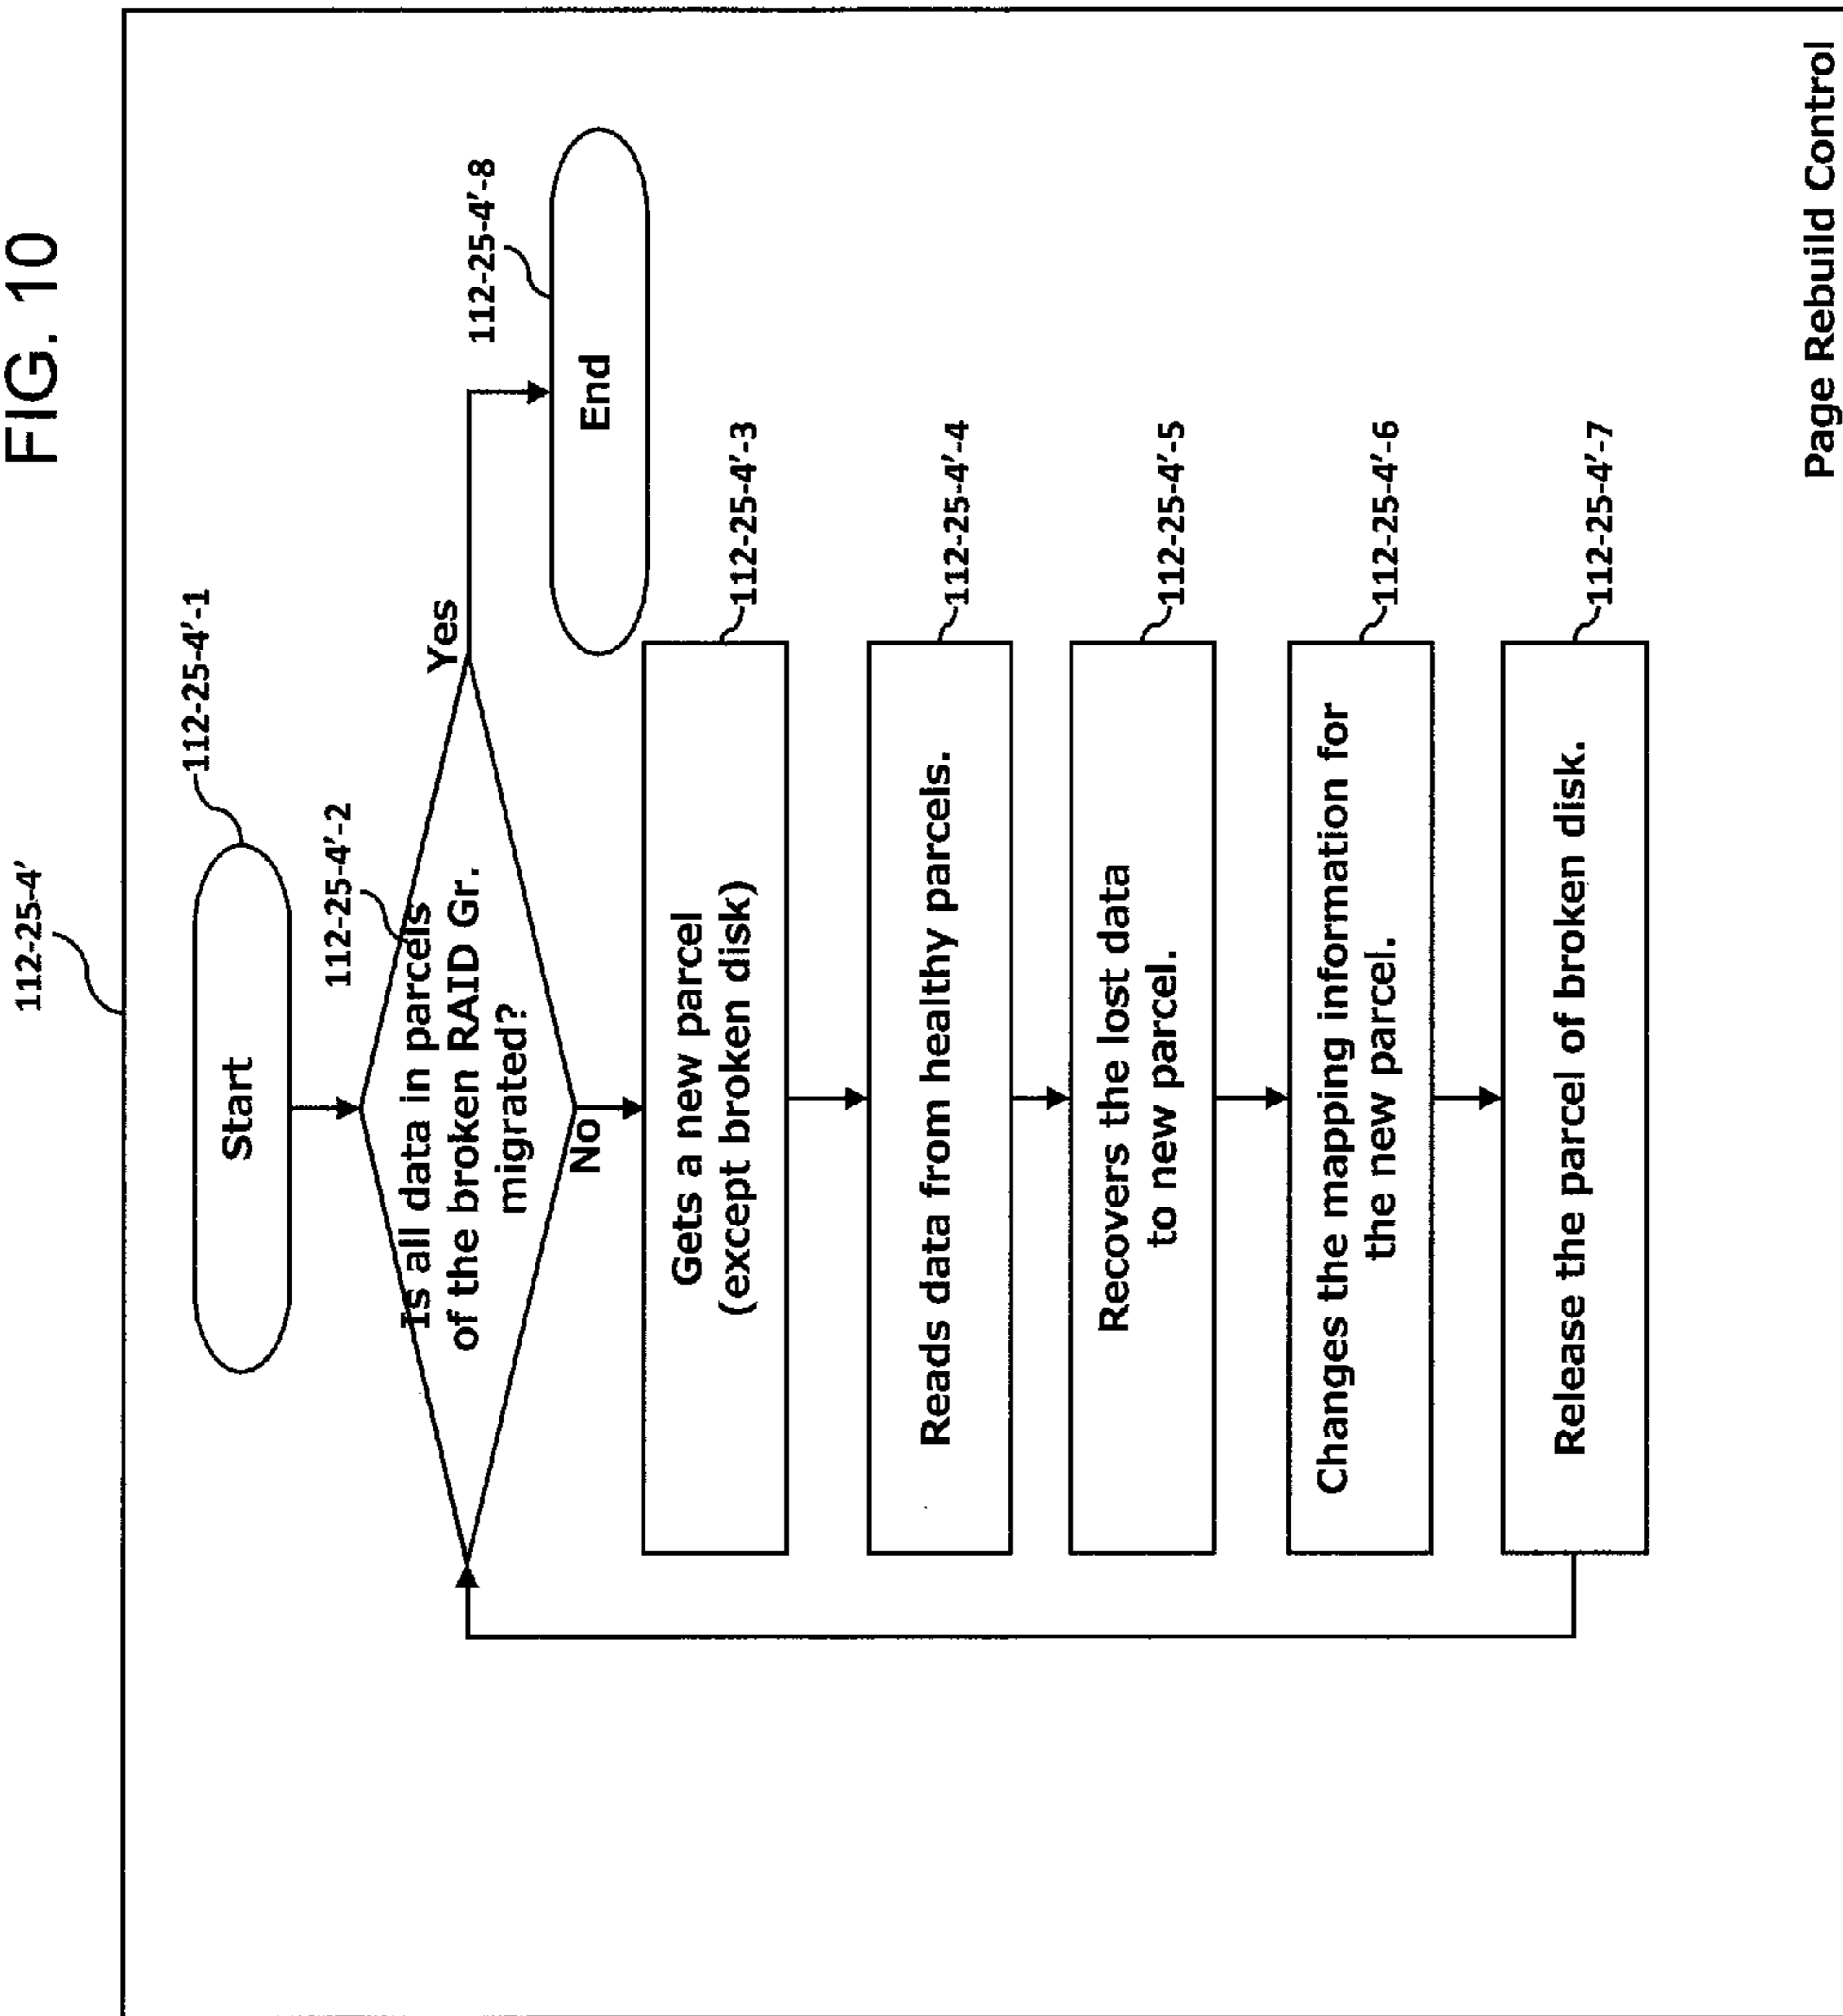 FIG. 10
112-25-4'
Start
112-25-4'-1
112-25-4'-2
Is all data in parcels
of the broken RAID Gr.
migrated?
Yes
No
112-25-4'-8
End
Gets a new parcel
(except broken disk)
112-25-4'-3
Reads data from healthy parcels.
112-25-4'-4
Recovers the lost data
to new parcel.
112-25-4'-5
Changes the mapping information for
the new parcel.
112-25-4'-6
Release the parcel of broken disk.
112-25-4'-7
Page Rebuild Control